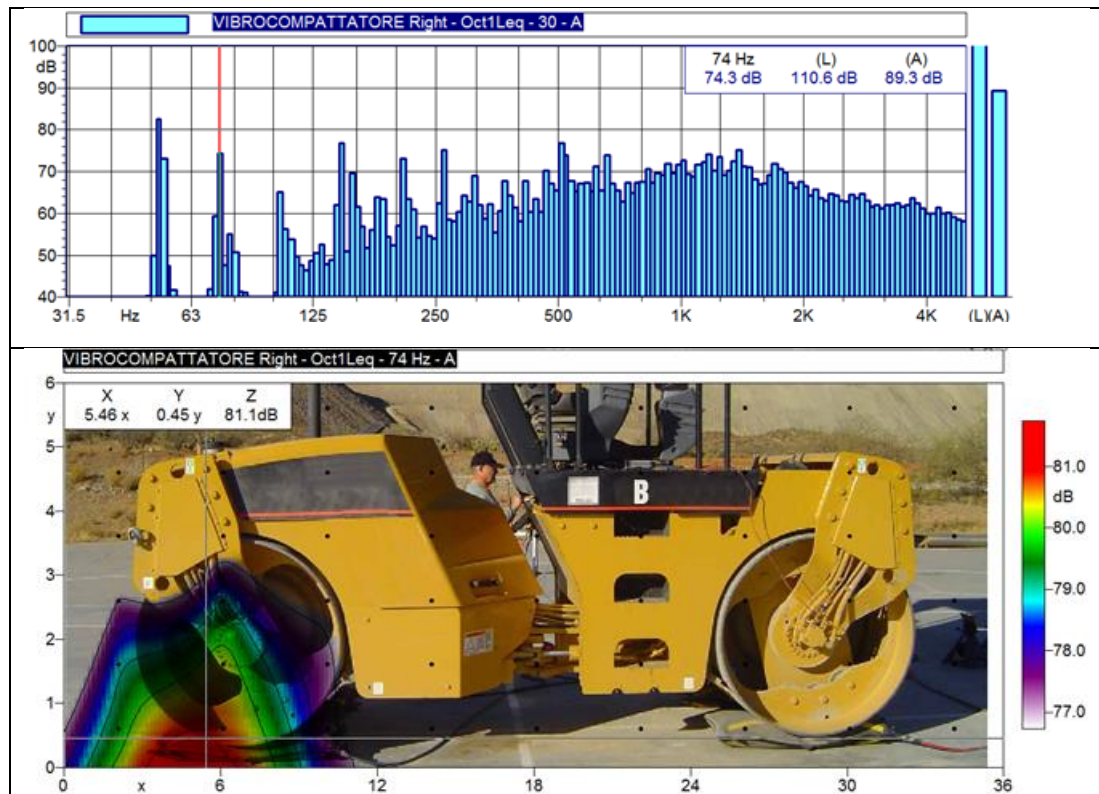 VIBROCOMPATTATORE Right - Oct1Leq - 30 - A
100
dB
90
80
70
60
50
40
74 Hz (L) (A)
74.3 dB 110.6 dB 89.3 dB
31.5 Hz 63 125 250 500 1K 2K 4K (L)(A)
VIBROCOMPATTATORE Right - Oct1Leq - 74 Hz - A
X Y Z
5.46 x 0.45 y 81.1dB
6
y
5
4
3
2
1
0
B
0 x 6 12 18 24 30 36
81.0
dB
80.0
79.0
78.0
77.0